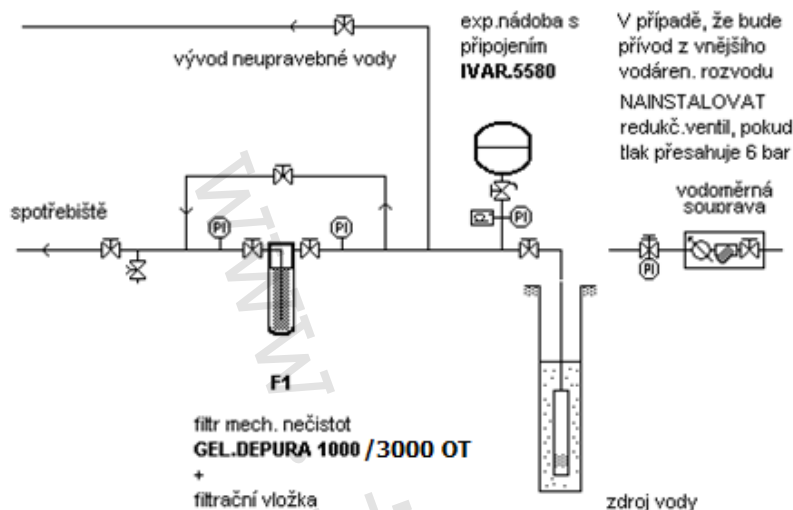 vývod neupravebné vody
exp.nádoba s
připojením
IVAR.5580
V případě, že bude
přívod z vnějšího
vodáren. rozvodu
NAINSTALOVAT
redukč.ventil, pokud
tlak přesahuje 6 bar
vodoměrná
souprava
spotřebiště
PI
PI
PI
PI
F1
filtr mech. nečistot
GEL.DEPURA 1000 /3000 OT
+
filtrační vložka
zdroj vody
www.